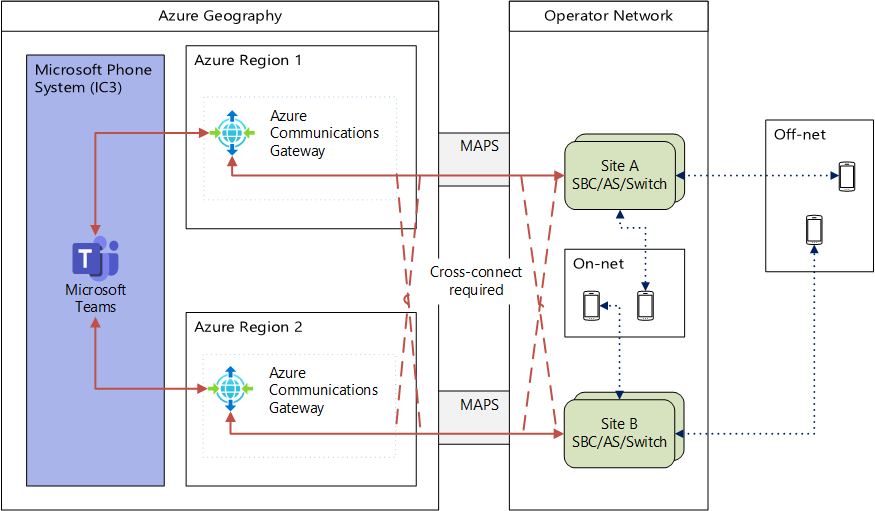 Azure Geography
Operator Network
Microsoft Phone
System (IC3)
Azure Region 1
Azure
Communications
Gateway
MAPS
Site A
SBC/AS/Switch
Off-net
Microsoft
Teams
Cross-connect
required
On-net
Azure Region 2
Azure
Communications
Gateway
MAPS
Site B
SBC/AS/Switch